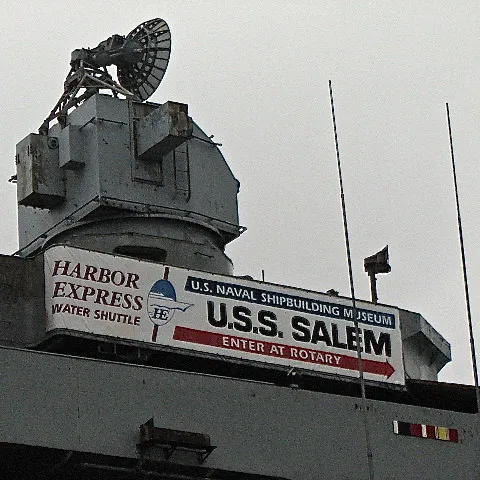 HARBOR
EXPRESS
WATER SHUTTLE
HE
U.S. NAVAL SHIPBUILDING MUSEUM
U.S.S. SALEM
ENTER AT ROTARY